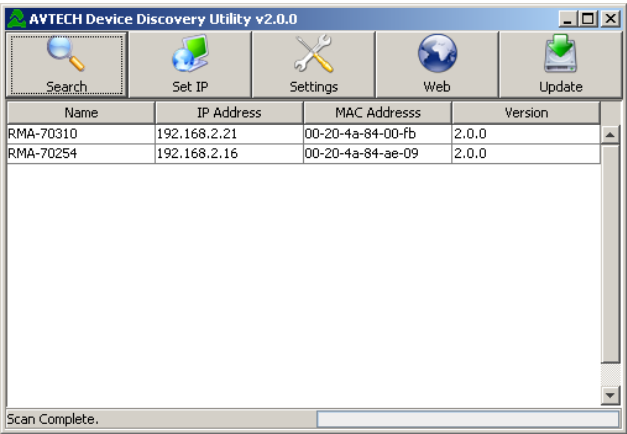 AVTECH Device Discovery Utility v2.0.0
Search Set IP Settings Web Update
Name IP Address MAC Addresss Version
RMA-70310 192.168.2.21 00-20-4a-84-00-fb 2.0.0
RMA-70254 192.168.2.16 00-20-4a-84-ae-09 2.0.0
Scan Complete.